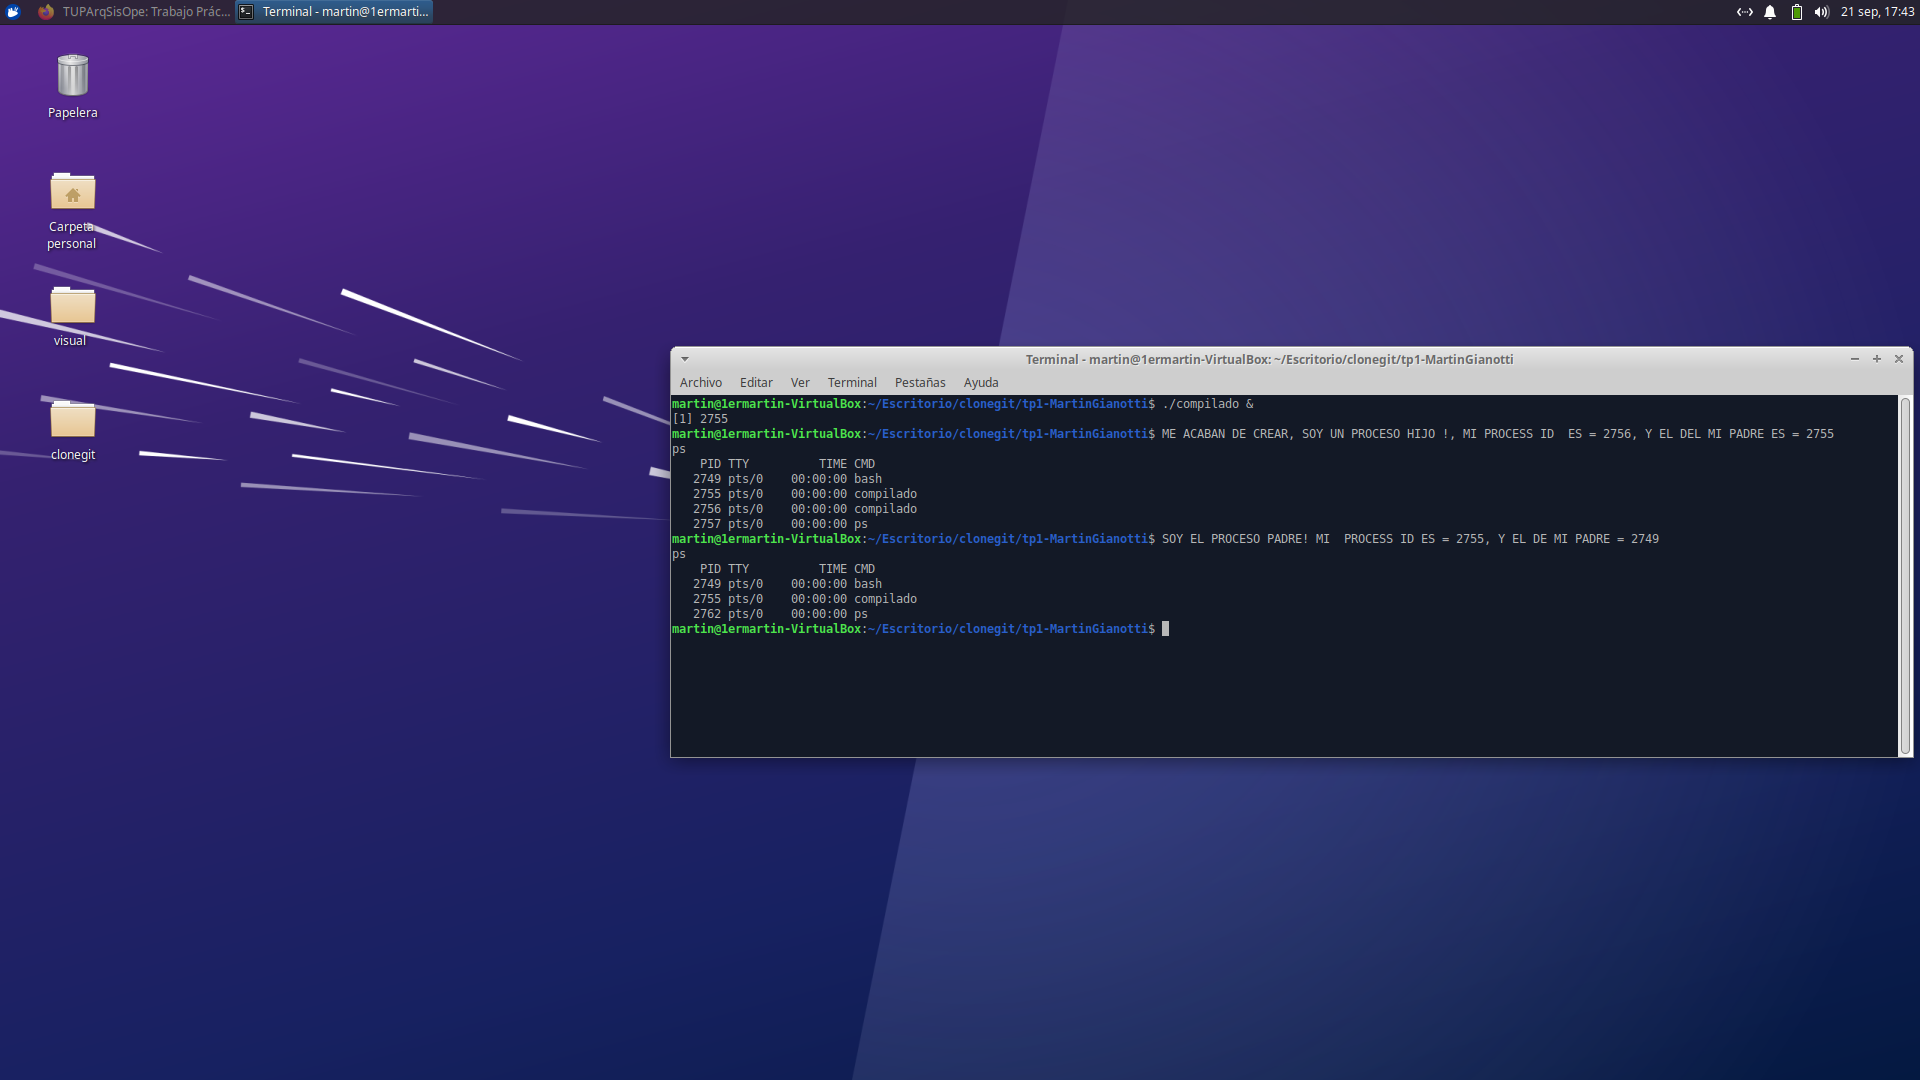 TUPArqSisOpe: Trabajo Prác...
Terminal - martin@1ermarti...
21 sep, 17:43
Papelera
Carpeta
personal
visual
clonegit
Terminal - martin@1ermartin-VirtualBox: ~/Escritorio/clonegit/tp1-MartinGianotti
Archivo Editar Ver Terminal Pestañas Ayuda
martin@1ermartin-VirtualBox:~/Escritorio/clonegit/tp1-MartinGianotti$ ./compilado &
[1] 2755
martin@1ermartin-VirtualBox:~/Escritorio/clonegit/tp1-MartinGianotti$ ME ACABAN DE CREAR, SOY UN PROCESO HIJO !, MI PROCESS ID  ES = 2756, Y EL DEL MI PADRE ES = 2755
ps
    PID TTY          TIME CMD
   2749 pts/0    00:00:00 bash
   2755 pts/0    00:00:00 compilado
   2756 pts/0    00:00:00 compilado
   2757 pts/0    00:00:00 ps
martin@1ermartin-VirtualBox:~/Escritorio/clonegit/tp1-MartinGianotti$ SOY EL PROCESO PADRE! MI  PROCESS ID ES = 2755, Y EL DE MI PADRE = 2749
ps
    PID TTY          TIME CMD
   2749 pts/0    00:00:00 bash
   2755 pts/0    00:00:00 compilado
   2762 pts/0    00:00:00 ps
martin@1ermartin-VirtualBox:~/Escritorio/clonegit/tp1-MartinGianotti$